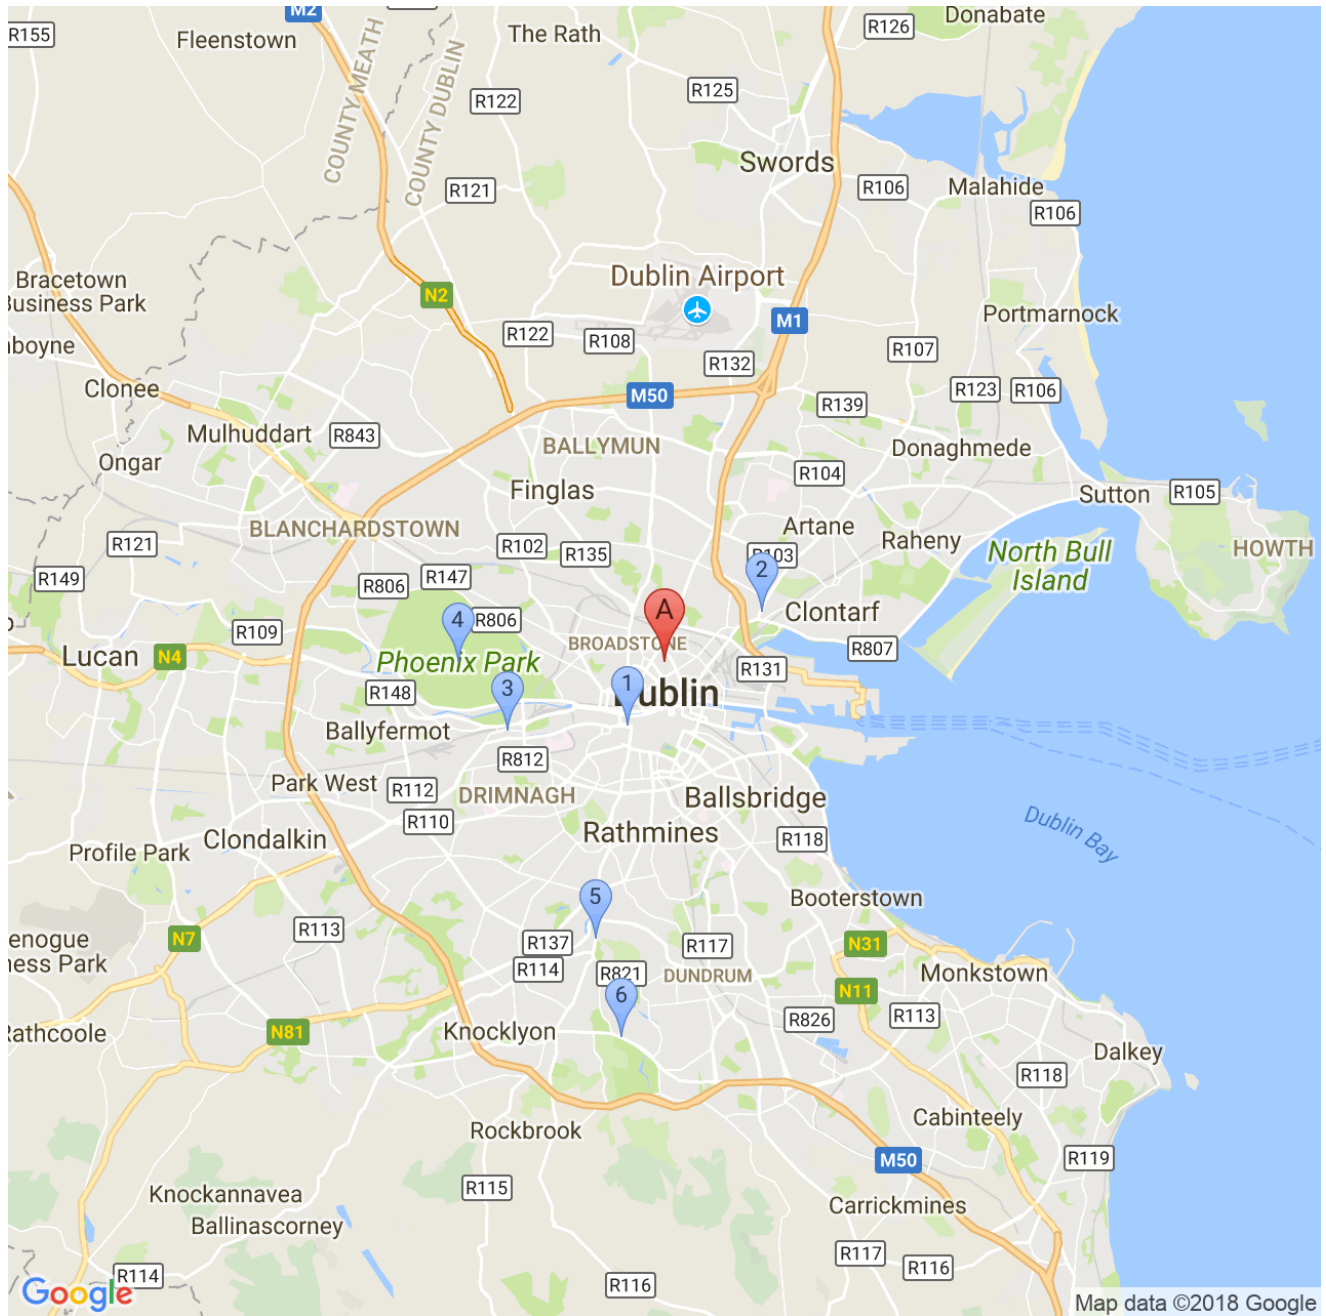 M2
Donabate
R155
R126
Fleenstown
The Rath
COUNTY MEATH
COUNTY DUBLIN
R125
R122
Swords
R121
R106
Malahide
R106
Dublin Airport
Bracetown
Business Park
N2
Portmarnock
M1
R122
R108
R107
R132
Clonee
M50
R123
R106
R139
Mulhuddart
R843
BALLYMUN
Donaghmede
Ongar
R104
Finglas
Sutton
R105
BLANCHARDSTOWN
Artane
R121
R102
R135
R103
Raheny
North Bull
Island
HOWTH
R149
R806
R147
2
4
R806
A
Clontarf
R109
BROADSTONE
R807
Lucan
N4
Phoenix Park
R131
R148
3
1
Dublin
Ballyfermot
R812
Park West
R112
DRIMNAGH
Ballsbridge
R110
Rathmines
Dublin Bay
Clondalkin
R118
Profile Park
5
Booterstown
R113
N7
R137
R117
N31
R114
R821
DUNDRUM
Monkstown
6
N11
R113
R826
N81
Knocklyon
Dalkey
R118
Cabinteely
Rockbrook
R119
M50
R115
Knockannavea
Ballinascorney
Carrickmines
R117
R116
R114
R116
Google
Map data ©2018 Google